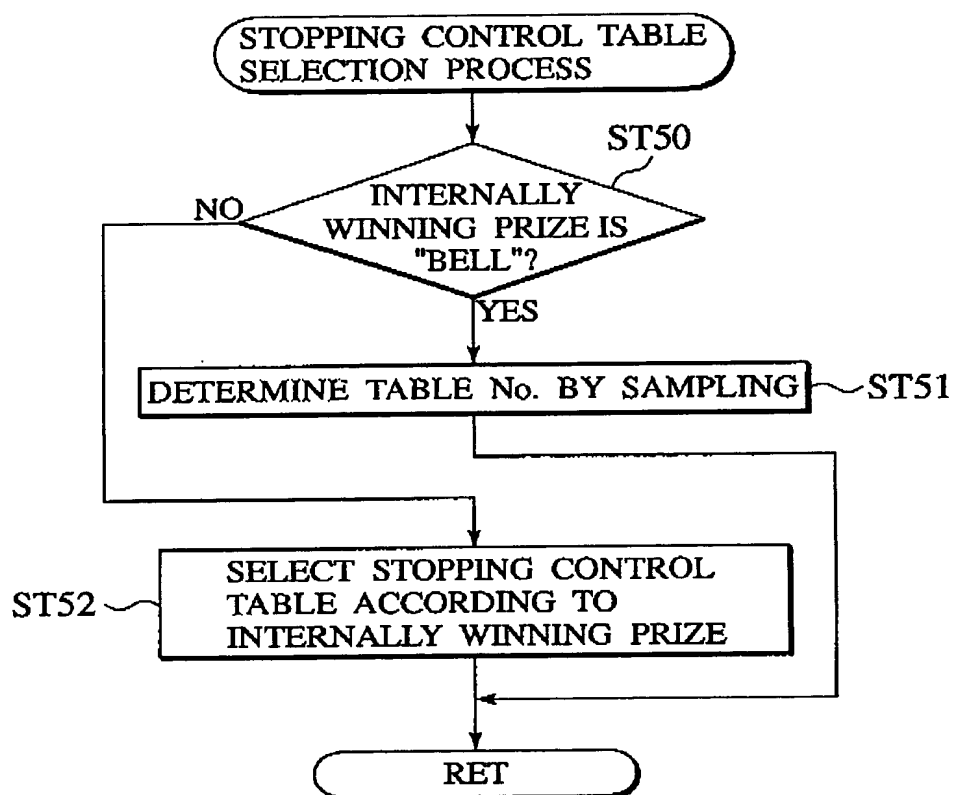 STOPPING CONTROL TABLE
SELECTION PROCESS
ST50
INTERNALLY
WINNING PRIZE IS
"BELL"?
NO
YES
DETERMINE TABLE No. BY SAMPLING
ST51
SELECT STOPPING CONTROL
TABLE ACCORDING TO
INTERNALLY WINNING PRIZE
ST52
RET